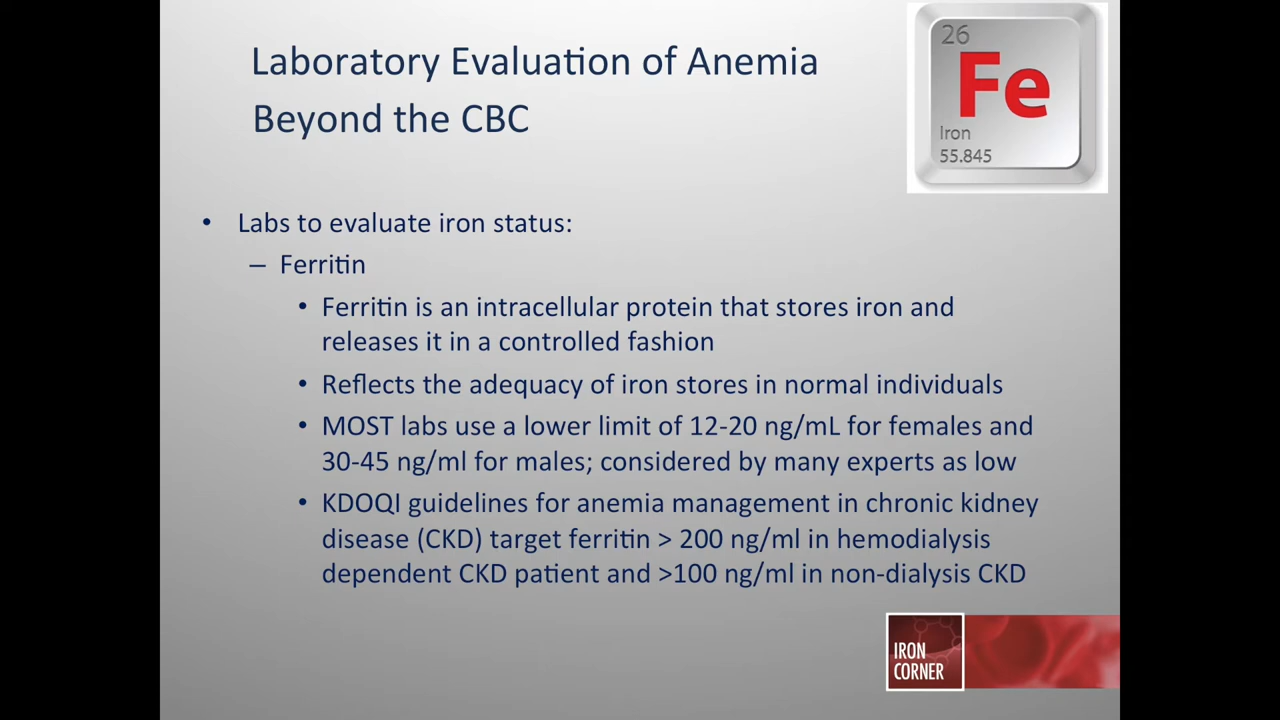 Laboratory Evaluation of Anemia
Beyond the CBC
26
Fe
Iron
55.845
• Labs to evaluate iron status:
– Ferritin
• Ferritin is an intracellular protein that stores iron and
releases it in a controlled fashion
• Reflects the adequacy of iron stores in normal individuals
• MOST labs use a lower limit of 12-20 ng/mL for females and
30-45 ng/ml for males; considered by many experts as low
• KDOQI guidelines for anemia management in chronic kidney
disease (CKD) target ferritin > 200 ng/ml in hemodialysis
dependent CKD patient and >100 ng/ml in non-dialysis CKD
IRON
CORNER